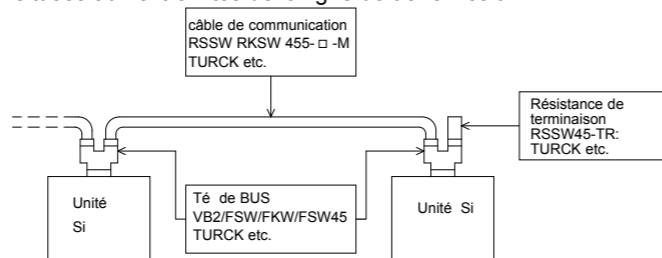 câble de communication
RSSW RKSW 455- □ -M
TURCK etc.
Résistance de
terminaison
RSSW45-TR:
TURCK etc.
Unité
Si
Té de BUS
VB2/FSW/FKW/FSW45
TURCK etc.
Unité Si